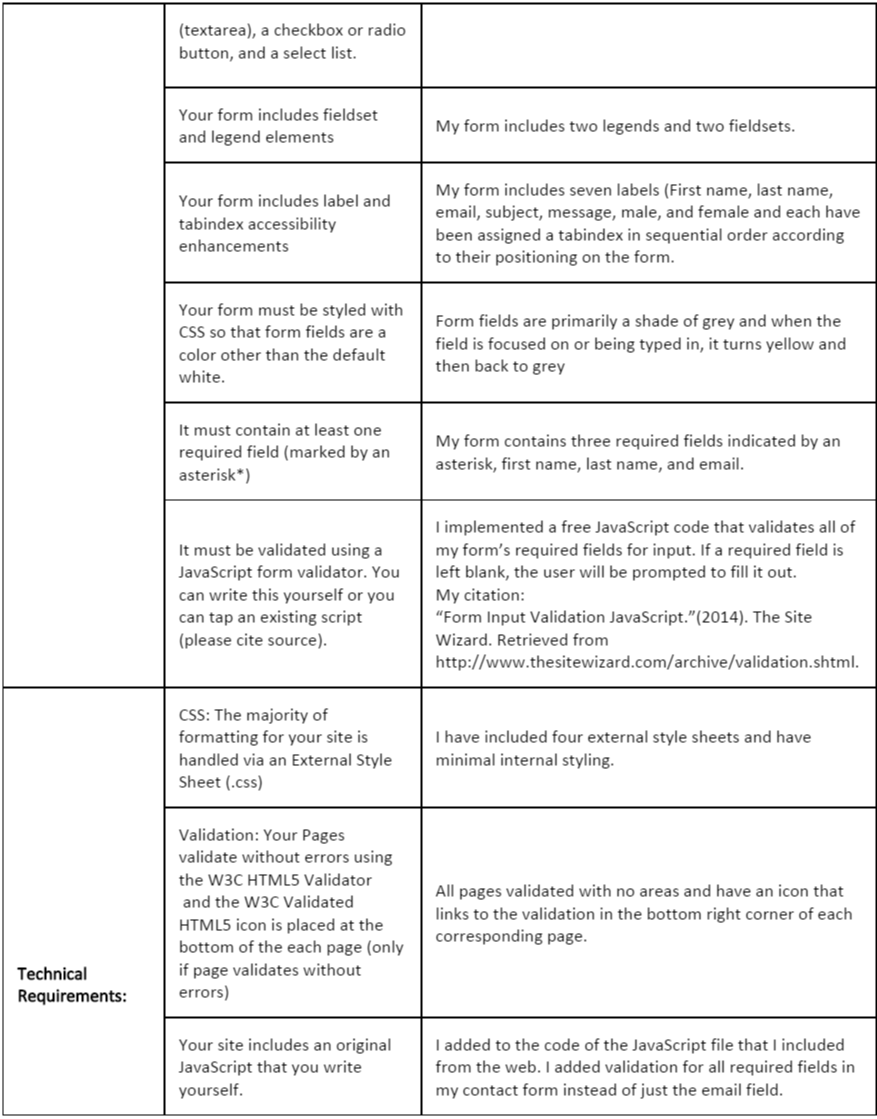 (textarea), a checkbox or radio
button, and a select list.
Your form includes fieldset
and legend elements
My form includes two legends and two fieldsets.
Your form includes label and
tabindex accessibility
enhancements
My form includes seven labels (First name, last name,
email, subject, message, male, and female and each have
been assigned a tabindex in sequential order according
to their positioning on the form.
Your form must be styled with
CSS so that form fields are a
color other than the default
white.
Form fields are primarily a shade of grey and when the
field is focused on or being typed in, it turns yellow and
then back to grey
It must contain at least one
required field (marked by an
asterisk*)
My form contains three required fields indicated by an
asterisk, first name, last name, and email.
It must be validated using a
JavaScript form validator. You
can write this yourself or you
can tap an existing script
(please cite source).
I implemented a free JavaScript code that validates all of
my form's required fields for input. If a required field is
left blank, the user will be prompted to fill it out.
My citation:
“Form Input Validation JavaScript.”(2014). The Site
Wizard. Retrieved from
http://www.thesitewizard.com/archive/validation.shtml.
Technical
Requirements:
CSS: The majority of
formatting for your site is
handled via an External Style
Sheet (.css)
I have included four external style sheets and have
minimal internal styling.
Validation: Your Pages
validate without errors using
the W3C HTML5 Validator
and the W3C Validated
HTML5 icon is placed at the
bottom of the each page (only
if page validates without
errors)
All pages validated with no areas and have an icon that
links to the validation in the bottom right corner of each
corresponding page.
Your site includes an original
JavaScript that you write
yourself.
I added to the code of the JavaScript file that I included
from the web. I added validation for all required fields in
my contact form instead of just the email field.